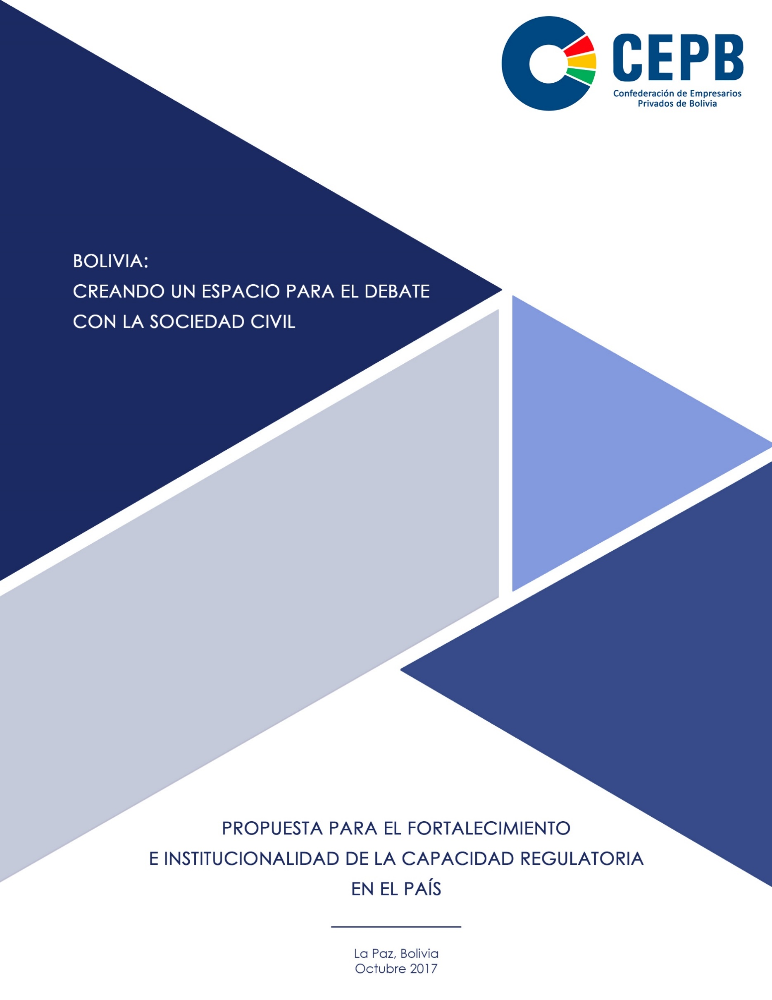 CEPB
Confederación de Empresarios
Privados de Bolivia
BOLIVIA:
CREANDO UN ESPACIO PARA EL DEBATE
CON LA SOCIEDAD CIVIL
PROPUESTA PARA EL FORTALECIMIENTO
E INSTITUCIONALIDAD DE LA CAPACIDAD REGULATORIA
EN EL PAÍS
La Paz, Bolivia
Octubre 2017